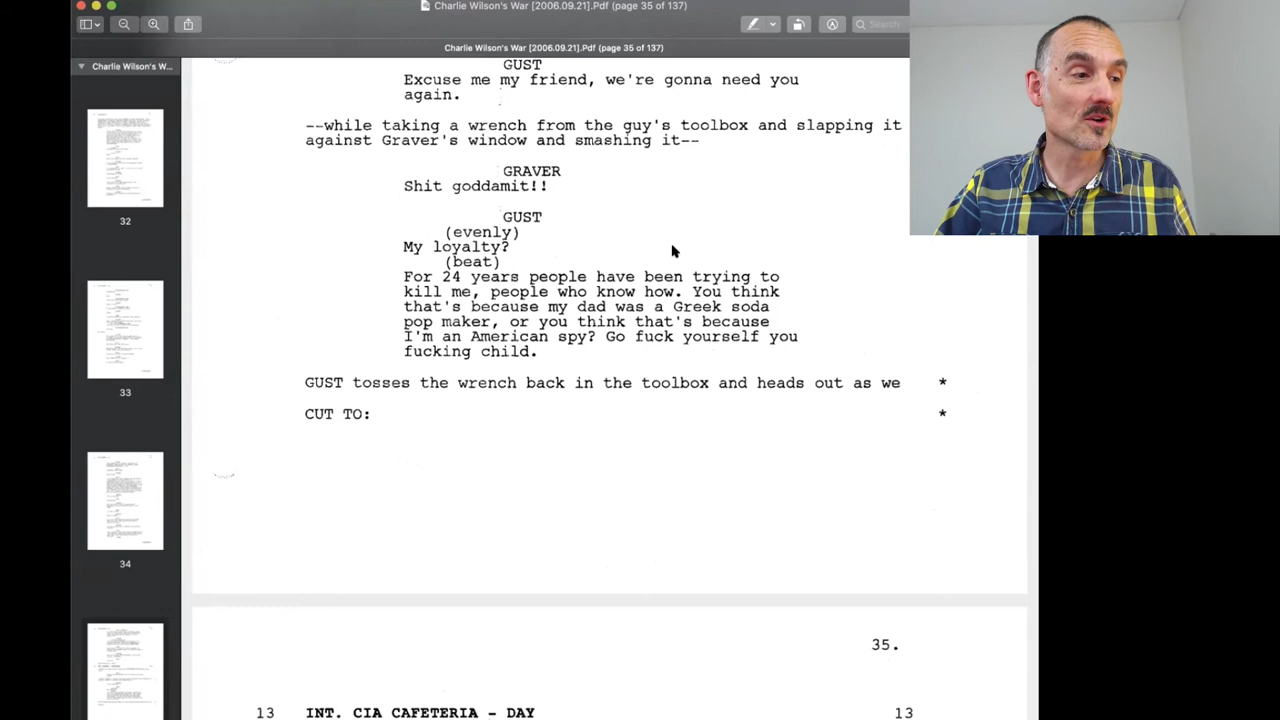 Charlie Wilson's War [2006.09.21].Pdf (page 35 of 137)
Search
Charlie Wilson's War [2006.09.21].Pdf (page 35 of 137)
Charlie Wilson's W...
32
33
34
GUST
Excuse me my friend, we're gonna need you
again.
--while taking a wrench from the guy's toolbox and slapping it
against Graver's window and smashing it--
GRAVER
Shit goddamit!!
GUST
(evenly)
My loyalty?
(beat)
For 24 years people have been trying to
kill me, people who know how. You think
that's because my dad was a Greek soda
pop maker, or you think that's because
I'm an American spy? Go fuck yourself you
fucking child.
GUST tosses the wrench back in the toolbox and heads out as we *
CUT TO: *
35.
13 INT. CIA CAFETERIA - DAY 13